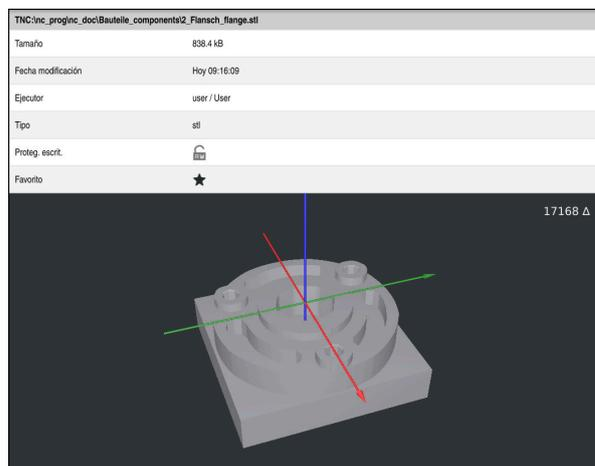 TNC:\nc_prog\nc_doc\Bauteile_components\2_Flansch_flange.stl
Tamaño 838.4 kB
Fecha modificación Hoy 09:16:09
Ejecutor user / User
Tipo stl
Proteg. escrit.
Favorito
17168 Δ